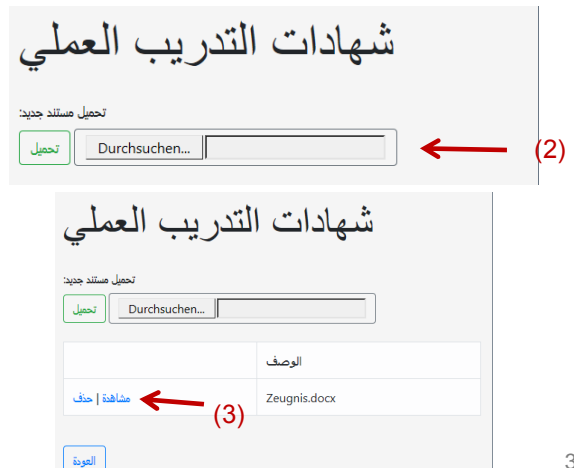 شهادات التدريب العملي
تحميل مستند جديد:
Durchsuchen... تحميل
(2)
شهادات التدريب العملي
تحميل مستند جديد:
Durchsuchen... تحميل
الوصف
Zeugnis.docx مشاهدة | حذف
(3)
العودة
3